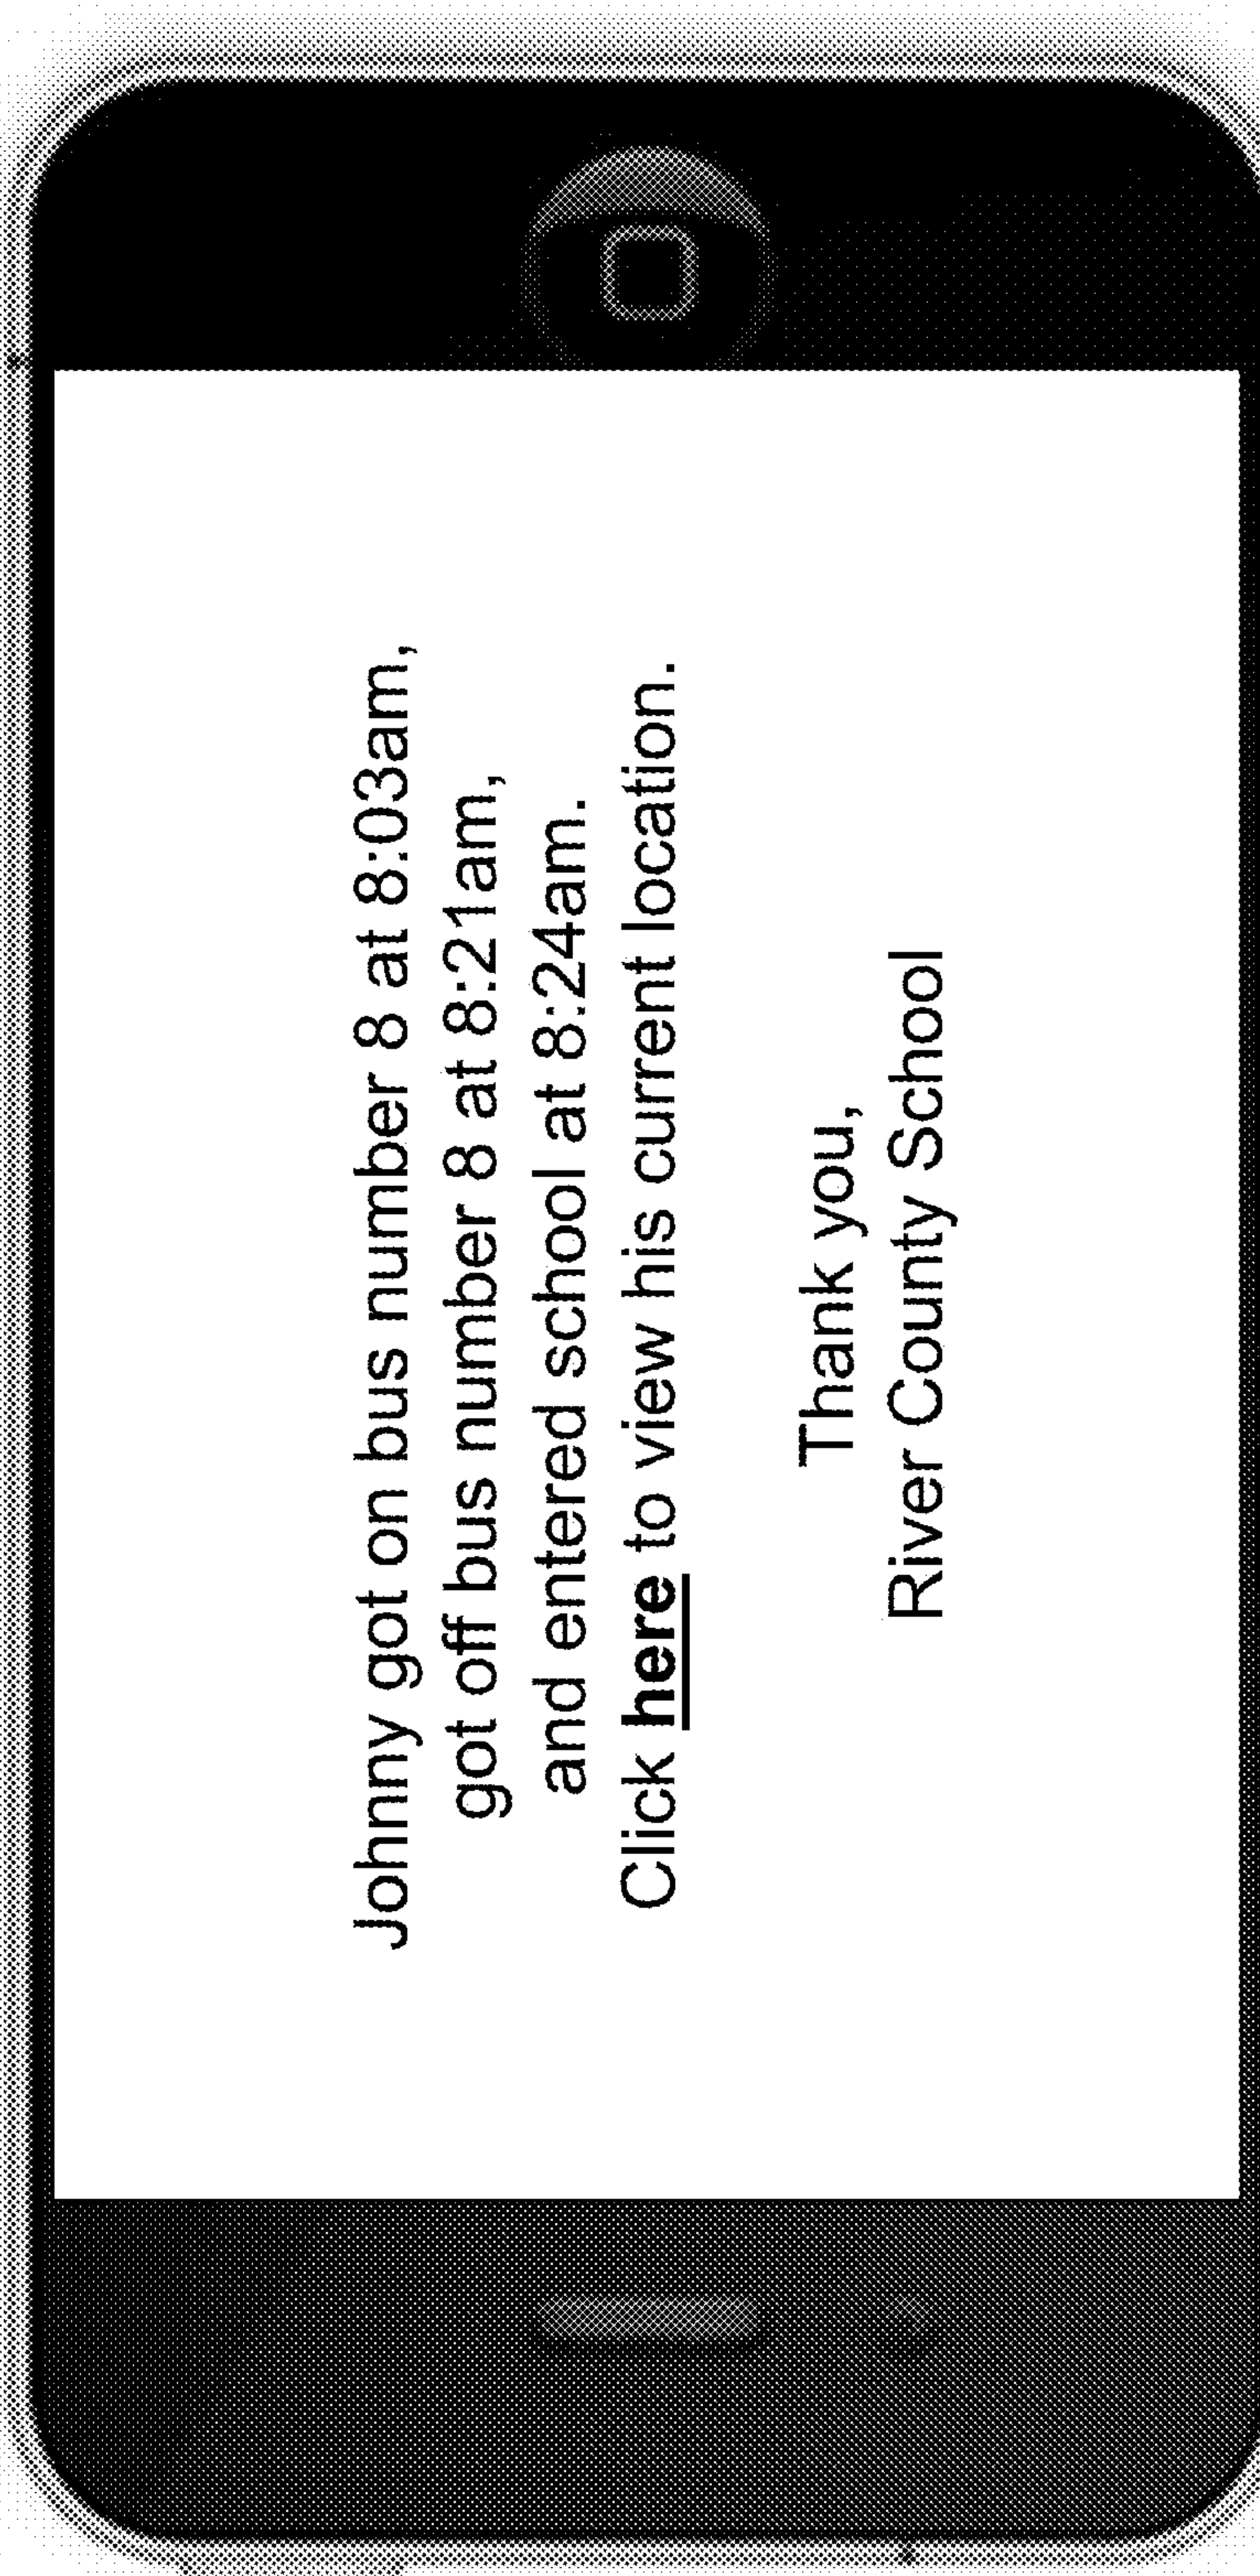 Johnny got on bus number 8 at 8:03am,
got off bus number 8 at 8:21am,
and entered school at 8:24am.
Click here to view his current location.
Thank you,
River County School